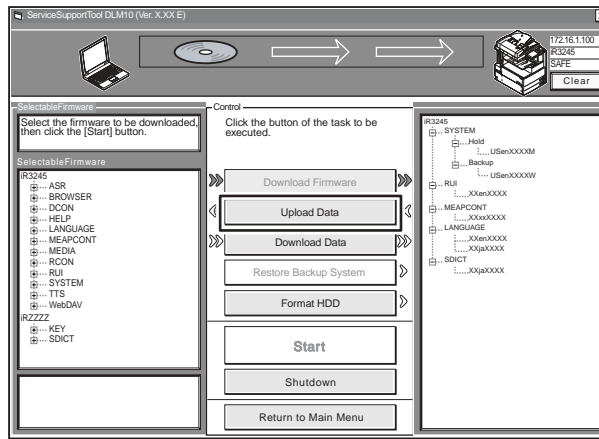 ServiceSupportTool DLM10 (Ver. X.XX E)
172.16.1.100
iR3245
SAFE
Clear
SelectableFirmware
Select the firmware to be downloaded,
then click the [Start] button.
SelectableFirmware
iR3245
ASR
BROWSER
DCON
HELP
LANGUAGE
MEAPCONT
MEDIA
RCON
RUI
SYSTEM
TTS
WebDAV
iRZZZZ
KEY
SDICT
Control
Click the button of the task to be
executed.
Download Firmware
Upload Data
Download Data
Restore Backup System
Format HDD
Start
Shutdown
Return to Main Menu
iR3245
SYSTEM
Hold
USenXXXXM
Backup
USenXXXXW
RUI
XXenXXXX
MEAPCONT
XXxxXXXX
LANGUAGE
XXenXXXX
XXjaXXXX
SDICT
XXjaXXXX